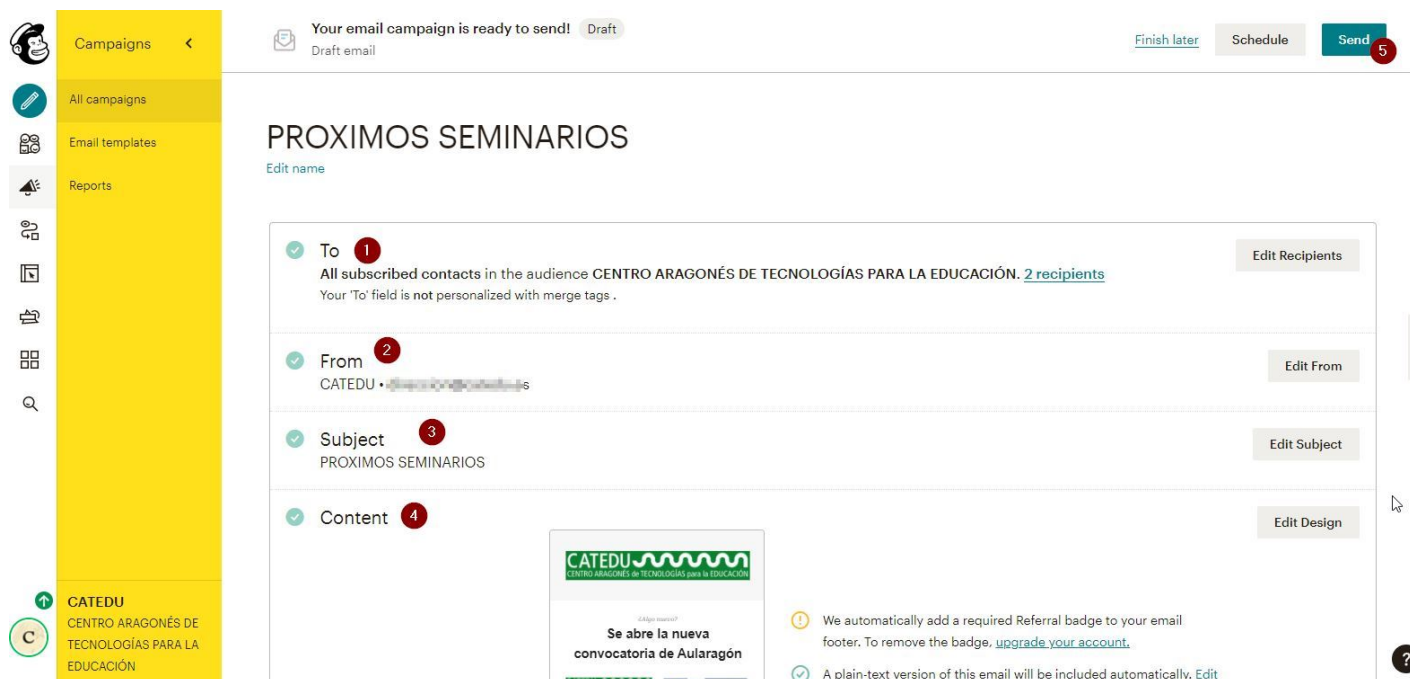 Campaigns
All campaigns
Email templates
Reports
CATEDU
CENTRO ARAGONÉS DE
TECNOLOGÍAS PARA LA
EDUCACIÓN
C
Your email campaign is ready to send! Draft
Draft email
Finish later
Schedule
Send
5
PROXIMOS SEMINARIOS
Edit name
To 1
All subscribed contacts in the audience CENTRO ARAGONÉS DE TECNOLOGÍAS PARA LA EDUCACIÓN. 2 recipients
Your 'To' field is not personalized with merge tags .
Edit Recipients
From 2
CATEDU •
Edit From
Subject 3
PROXIMOS SEMINARIOS
Edit Subject
Content 4
Edit Design
CATEDU
CENTRO ARAGONÉS de TECNOLOGÍAS para la EDUCACIÓN
¿Algo nuevo?
Se abre la nueva
convocatoria de Aularagón
We automatically add a required Referral badge to your email
footer. To remove the badge, upgrade your account.
A plain-text version of this email will be included automatically. Edit
?